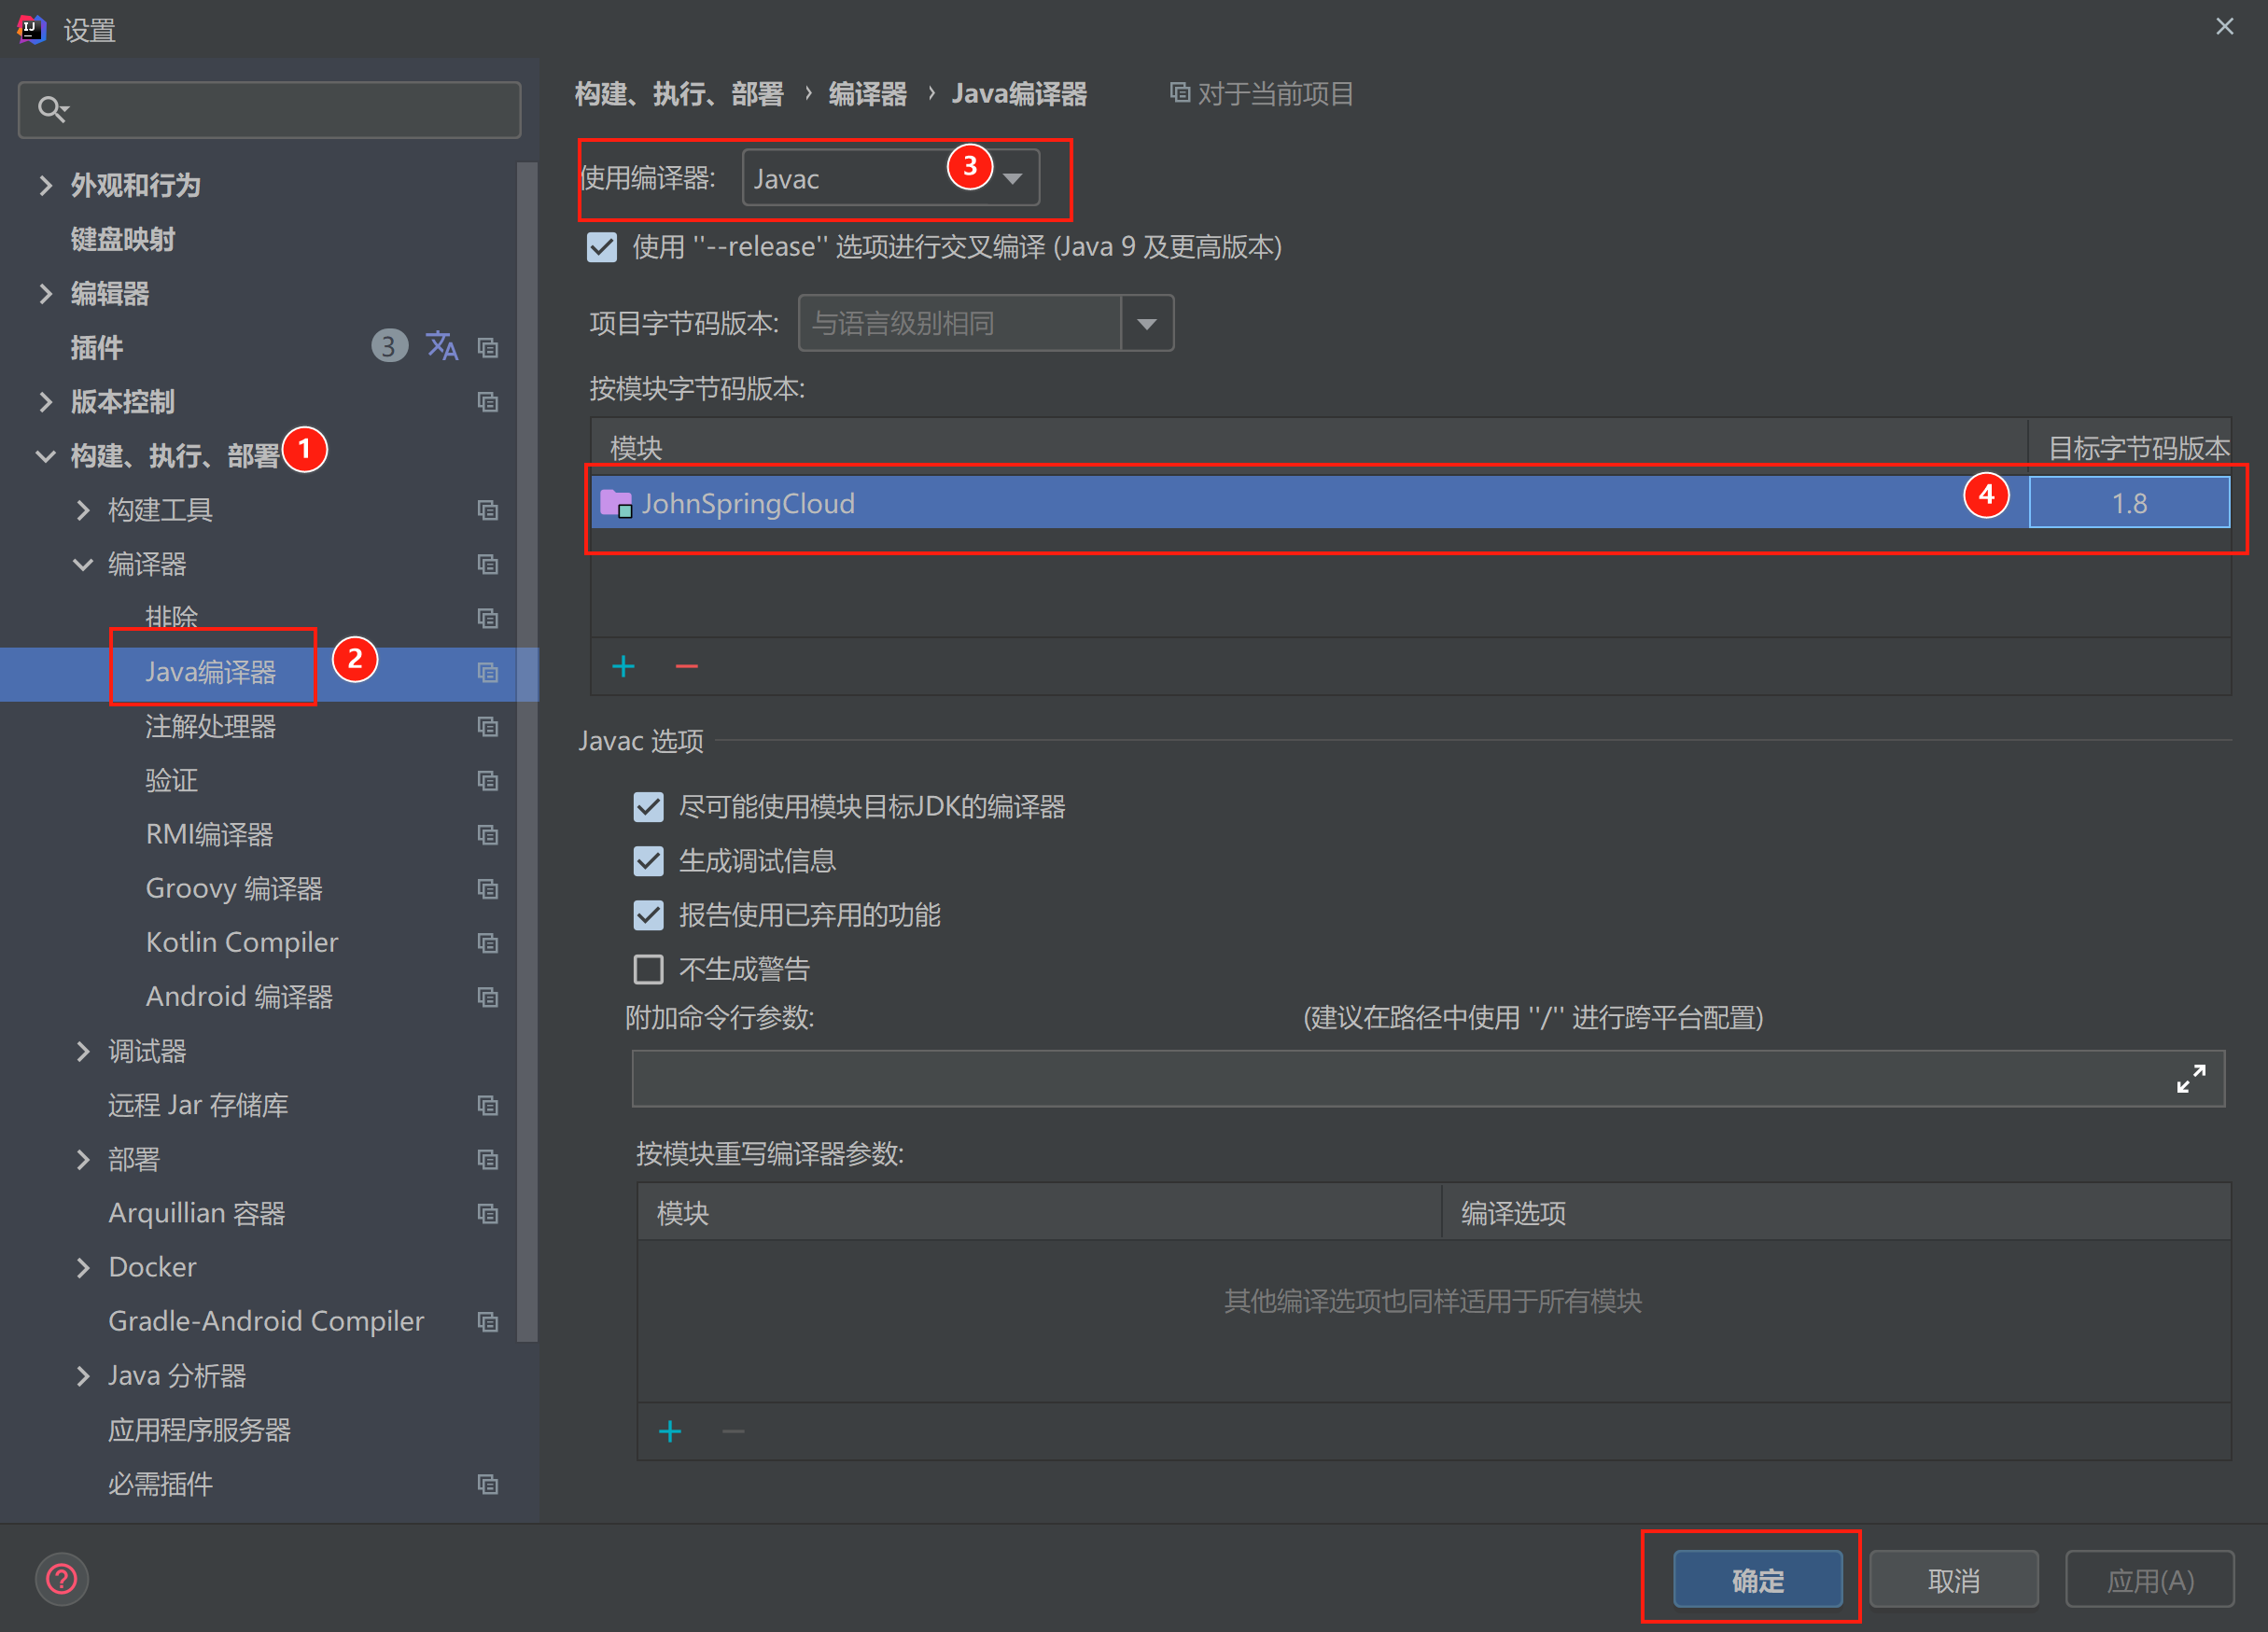 设置
外观和行为
键盘映射
编辑器
插件 3
版本控制
构建、执行、部署 1
构建工具
编译器
排除
Java编译器 2
注解处理器
验证
RMI编译器
Groovy 编译器
Kotlin Compiler
Android 编译器
调试器
远程 Jar 存储库
部署
Arquillian 容器
Docker
Gradle-Android Compiler
Java 分析器
应用程序服务器
必需插件
构建、执行、部署 › 编译器 › Java编译器 对于当前项目
使用编译器: Javac 3
使用 ''--release'' 选项进行交叉编译 (Java 9 及更高版本)
项目字节码版本: 与语言级别相同
按模块字节码版本:
模块 目标字节码版本
JohnSpringCloud 4 1.8
Javac 选项
尽可能使用模块目标JDK的编译器
生成调试信息
报告使用已弃用的功能
不生成警告
附加命令行参数: (建议在路径中使用 ''/'' 进行跨平台配置)
按模块重写编译器参数:
模块 编译选项
其他编译选项也同样适用于所有模块
确定 取消 应用(A)